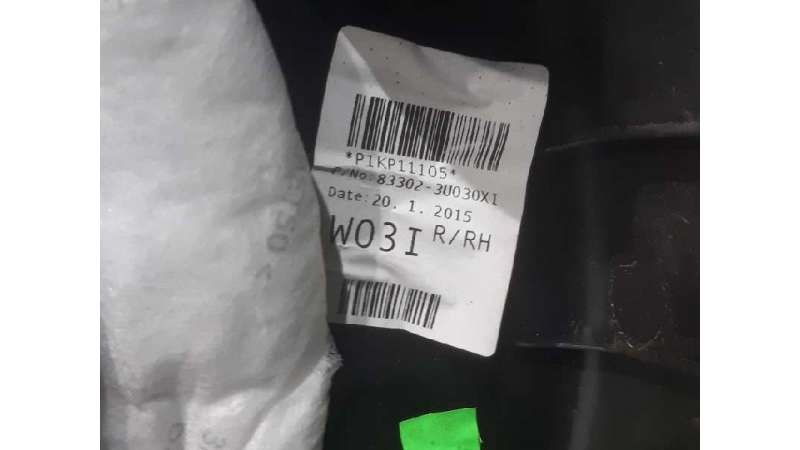 *P1KP11105*
P/No: 83302-3U030XI
Date: 20. 1. 2015
W03I R/RH